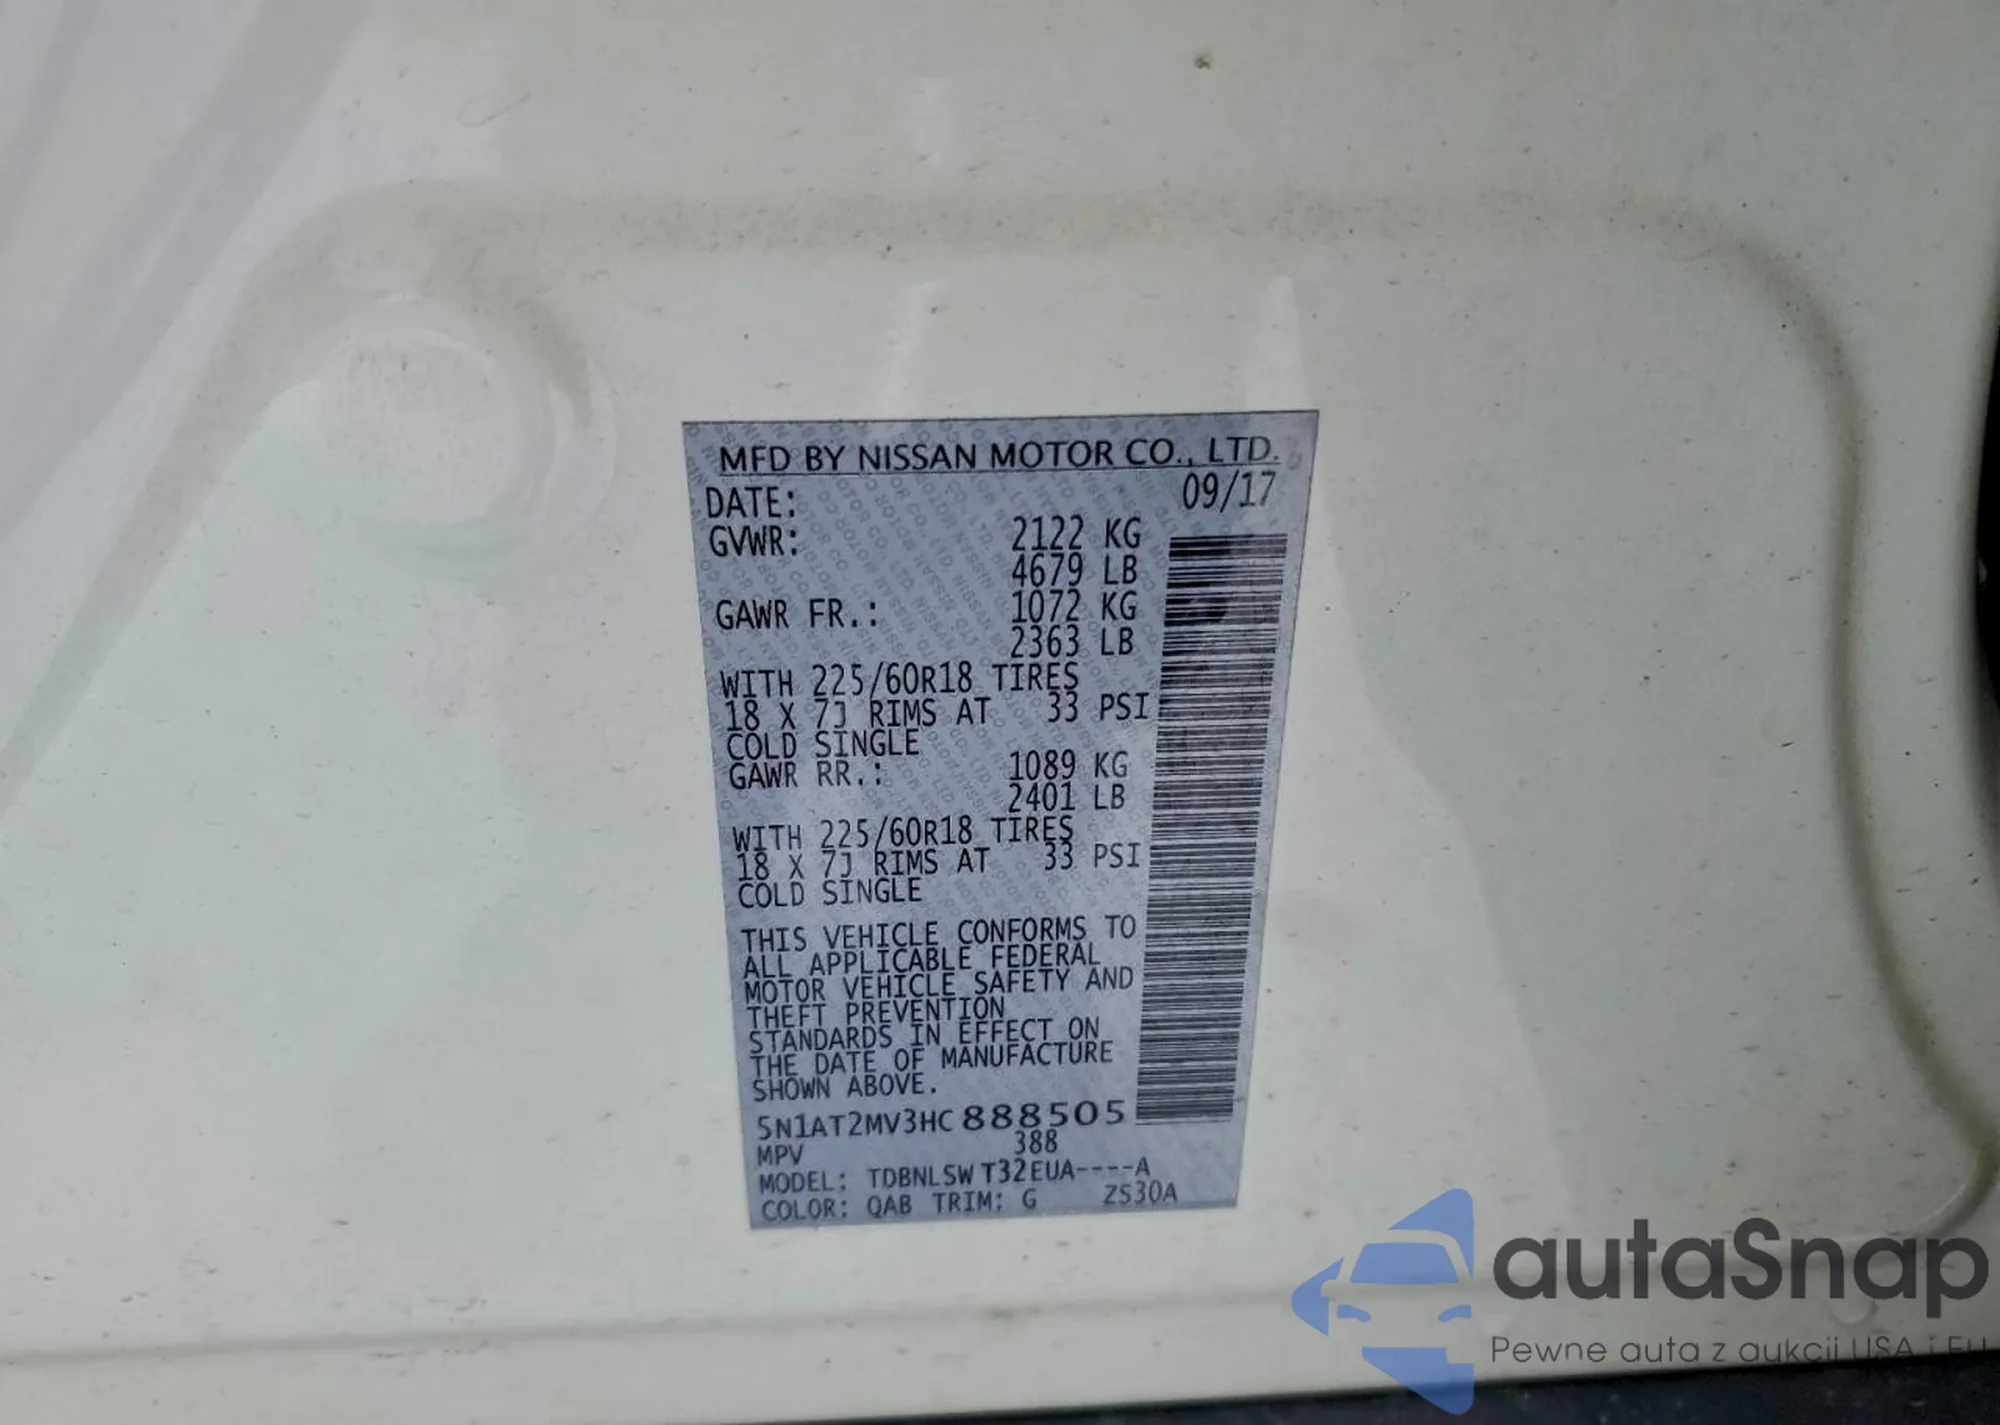 MFD BY NISSAN MOTOR CO., LTD.
DATE: 09/17
GVWR: 2122 KG
4679 LB
GAWR FR.: 1072 KG
2363 LB
WITH 225/60R18 TIRES
18 X 7J RIMS AT 33 PSI
COLD SINGLE
GAWR RR.: 1089 KG
2401 LB
WITH 225/60R18 TIRES
18 X 7J RIMS AT 33 PSI
COLD SINGLE
THIS VEHICLE CONFORMS TO
ALL APPLICABLE FEDERAL
MOTOR VEHICLE SAFETY AND
THEFT PREVENTION
STANDARDS IN EFFECT ON
THE DATE OF MANUFACTURE
SHOWN ABOVE.
5N1AT2MV3HC888505
MPV 388
MODEL: TDBNLSW T32EUA----A
COLOR: QAB TRIM: G ZS30A
autaSnap
Pewne auta z aukcji USA i EU